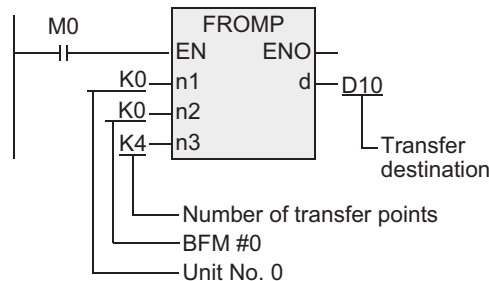 M0
FROMP
EN ENO
K0 n1 d D10
K0 n2
K4 n3
Transfer
destination
Number of transfer points
BFM #0
Unit No. 0